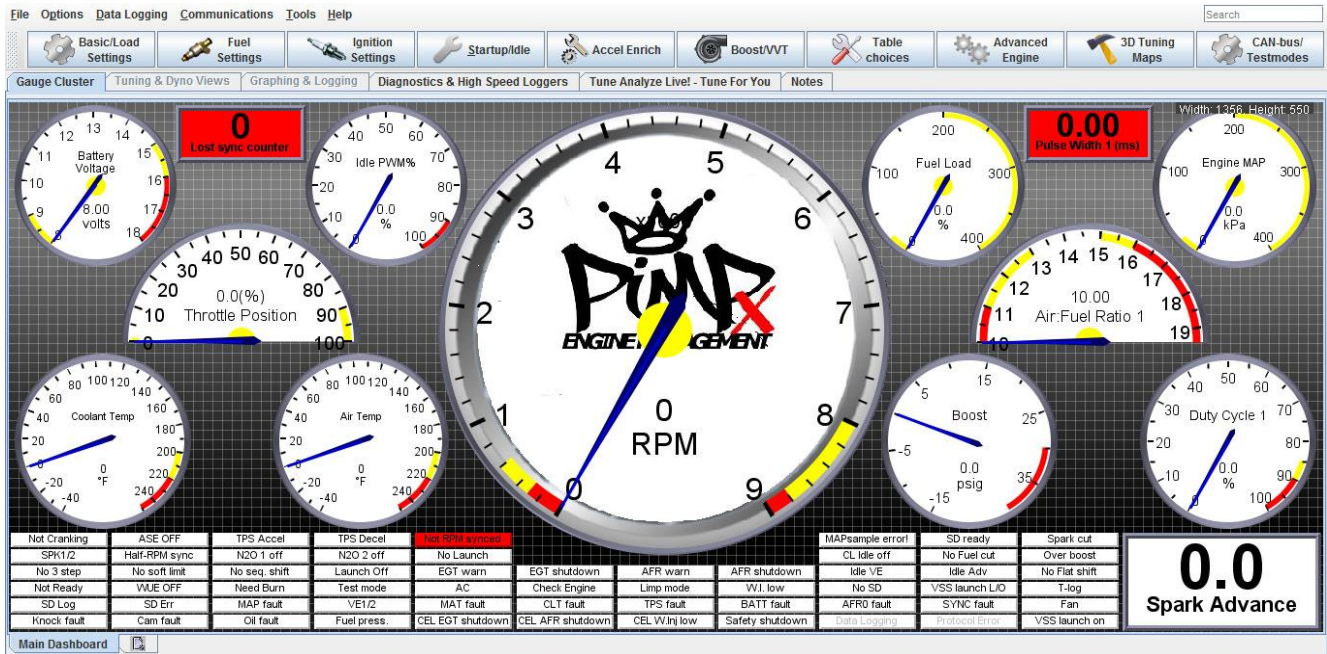 File Options Data Logging Communications Tools Help Search
Basic/Load Settings
Fuel Settings
Ignition Settings
Startup/Idle
Accel Enrich
Boost/VVT
Table choices
Advanced Engine
3D Tuning Maps
CAN-bus/ Testmodes
Gauge Cluster Tuning & Dyno Views Graphing & Logging Diagnostics & High Speed Loggers Tune Analyze Live! - Tune For You Notes
Width: 1356, Height: 550
8 9 10 11 12 13 14 15 16 17 18
Battery
Voltage
8.00
volts
0
Lost sync counter
0 10 20 30 40 50 60 70 80 90 100
Idle PWM%
0.0
%
0 10 20 30 40 50 60 70 80 90 100
0.0(%)
Throttle Position
-40 -20 0 20 40 60 80 100 120 140 160 180 200 220 240
Coolant Temp
0
°F
-40 -20 0 20 40 60 80 100 120 140 160 180 200 220 240
Air Temp
0
°F
0 1 2 3 4 5 6 7 8 9
PiMPX
0
RPM
0 100 200 300 400
Fuel Load
0.0
%
0.00
Pulse Width 1 (ms)
0 100 200 300 400
Engine MAP
0.0
kPa
10 11 12 13 14 15 16 17 18 19
10.00
Air:Fuel Ratio 1
-15 -5 5 15 25 35
Boost
0.0
psig
0 10 20 30 40 50 60 70 80 90 100
Duty Cycle 1
0.0
%
Not Cranking ASE OFF TPS Accel TPS Decel Not RPM synced MAPsample error! SD ready Spark cut
SPK1/2 Half-RPM sync N2O 1 off N2O 2 off No Launch CL Idle off No Fuel cut Over boost
No 3 step No soft limit No seq. shift Launch Off EGT warn EGT shutdown AFR warn AFR shutdown Idle VE Idle Adv No Flat shift
Not Ready WUE OFF Need Burn Test mode AC Check Engine Limp mode W.I. low No SD VSS launch L/O T-log
SD Log SD Err MAP fault VE1/2 MAT fault CLT fault TPS fault BATT fault AFR0 fault SYNC fault Fan
Knock fault Cam fault Oil fault Fuel press. CEL EGT shutdown CEL AFR shutdown CEL W.Inj low Safety shutdown Data Logging Protocol Error VSS launch on
0.0
Spark Advance
Main Dashboard